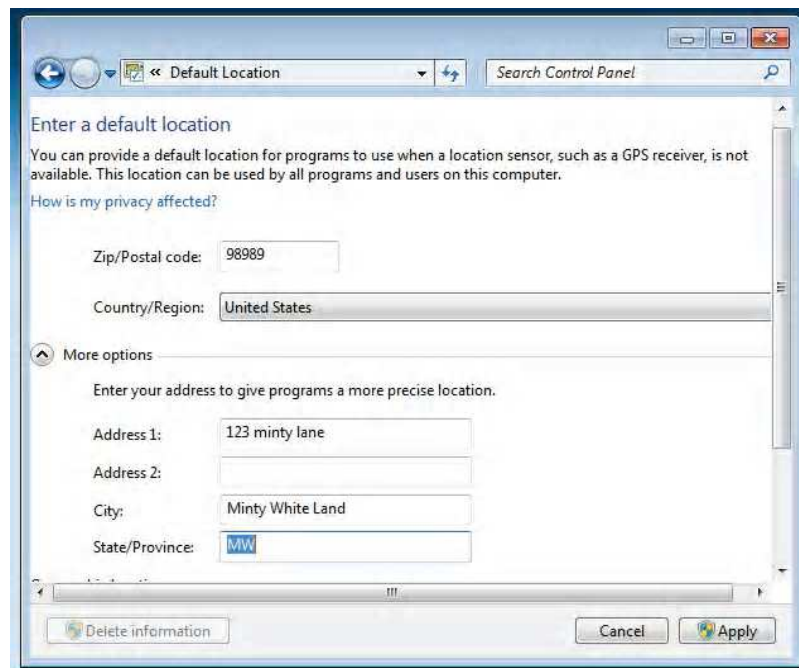 « Default Location
Search Control Panel
Enter a default location
You can provide a default location for programs to use when a location sensor, such as a GPS receiver, is not
available. This location can be used by all programs and users on this computer.
How is my privacy affected?
Zip/Postal code: 98989
Country/Region: United States
More options
Enter your address to give programs a more precise location.
Address 1: 123 minty lane
Address 2:
City: Minty White Land
State/Province: MW
Delete information Cancel Apply